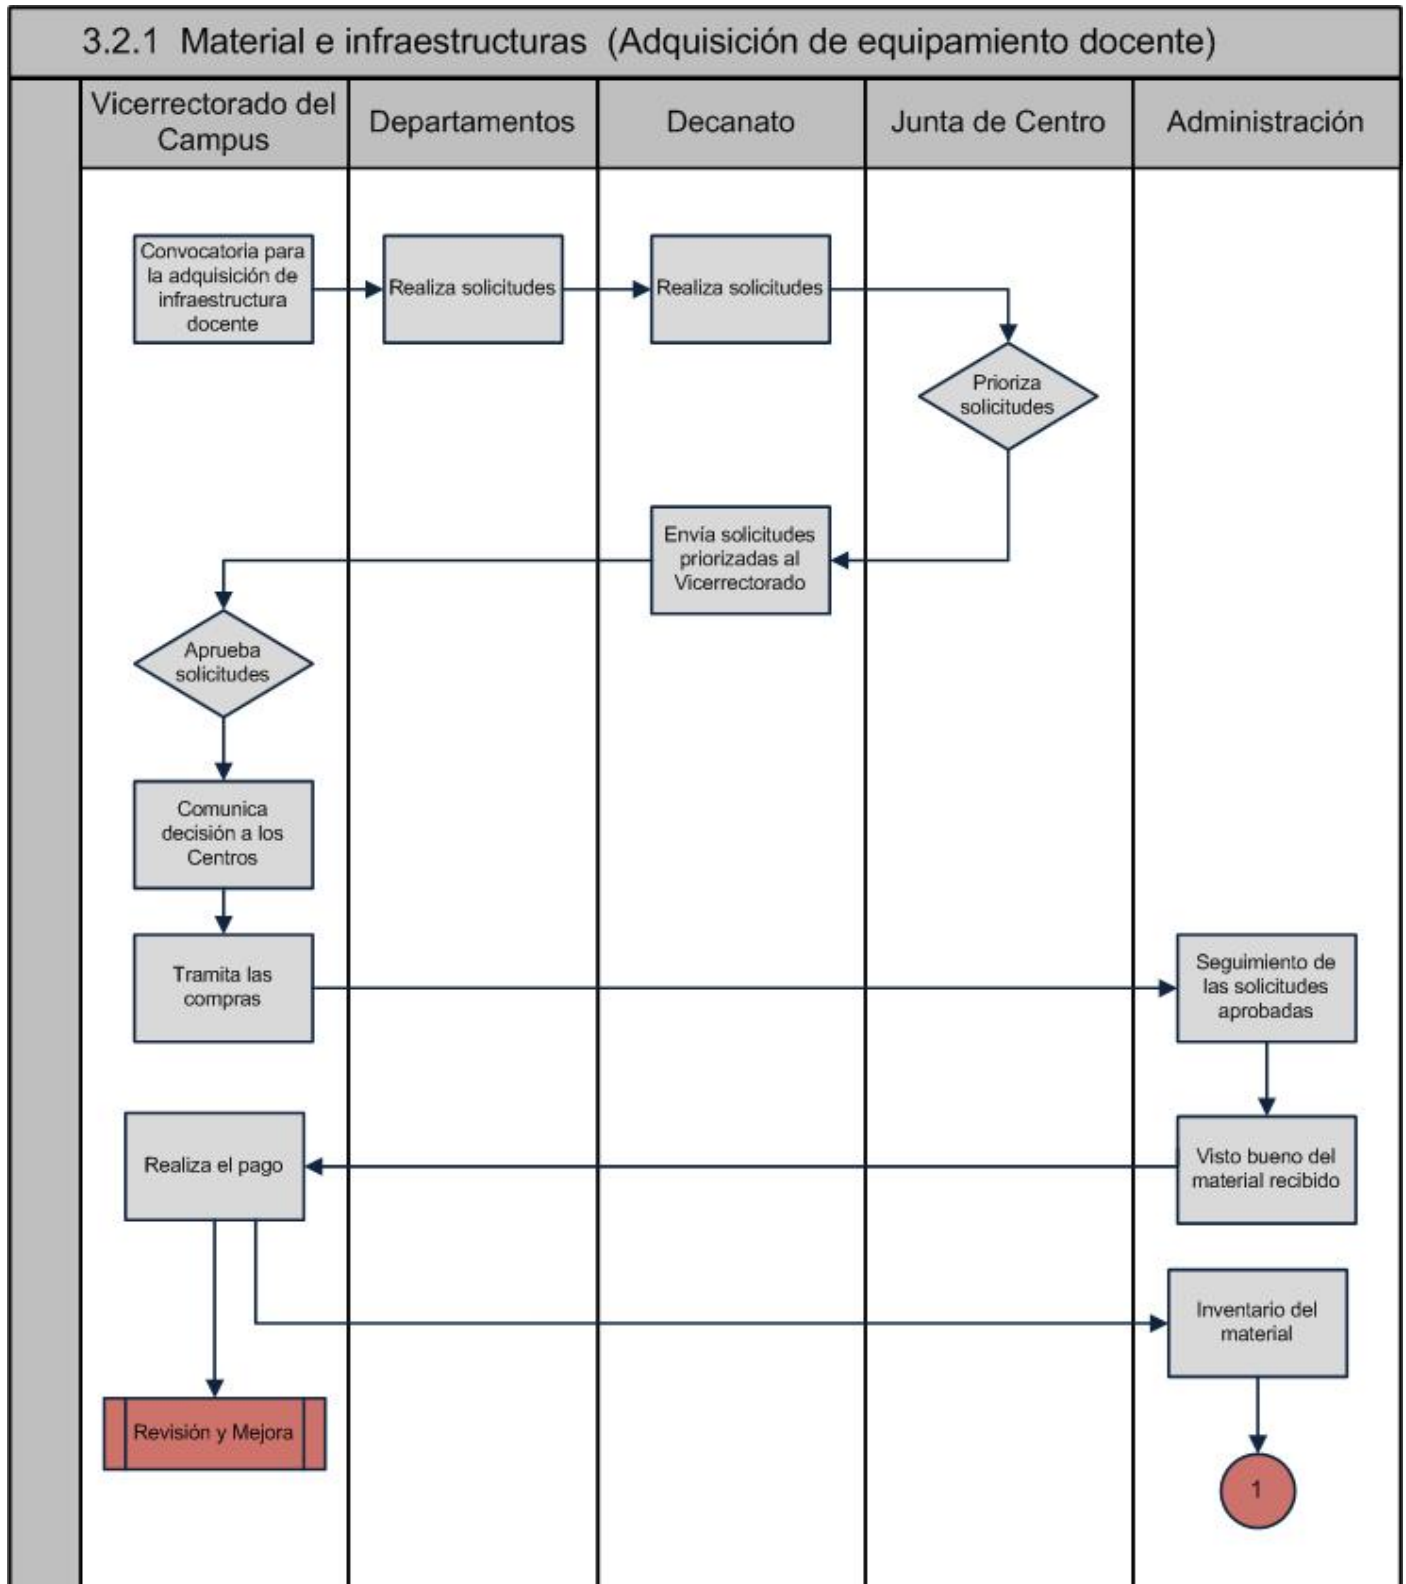 3.2.1 Material e infraestructuras (Adquisición de equipamiento docente)
Vicerrectorado del
Campus
Departamentos
Decanato
Junta de Centro
Administración
Convocatoria para
la adquisición de
infraestructura
docente
Realiza solicitudes
Realiza solicitudes
Prioriza
solicitudes
Envía solicitudes
priorizadas al
Vicerrectorado
Aprueba
solicitudes
Comunica
decisión a los
Centros
Tramita las
compras
Seguimiento de
las solicitudes
aprobadas
Visto bueno del
material recibido
Realiza el pago
Inventario del
material
Revisión y Mejora
1